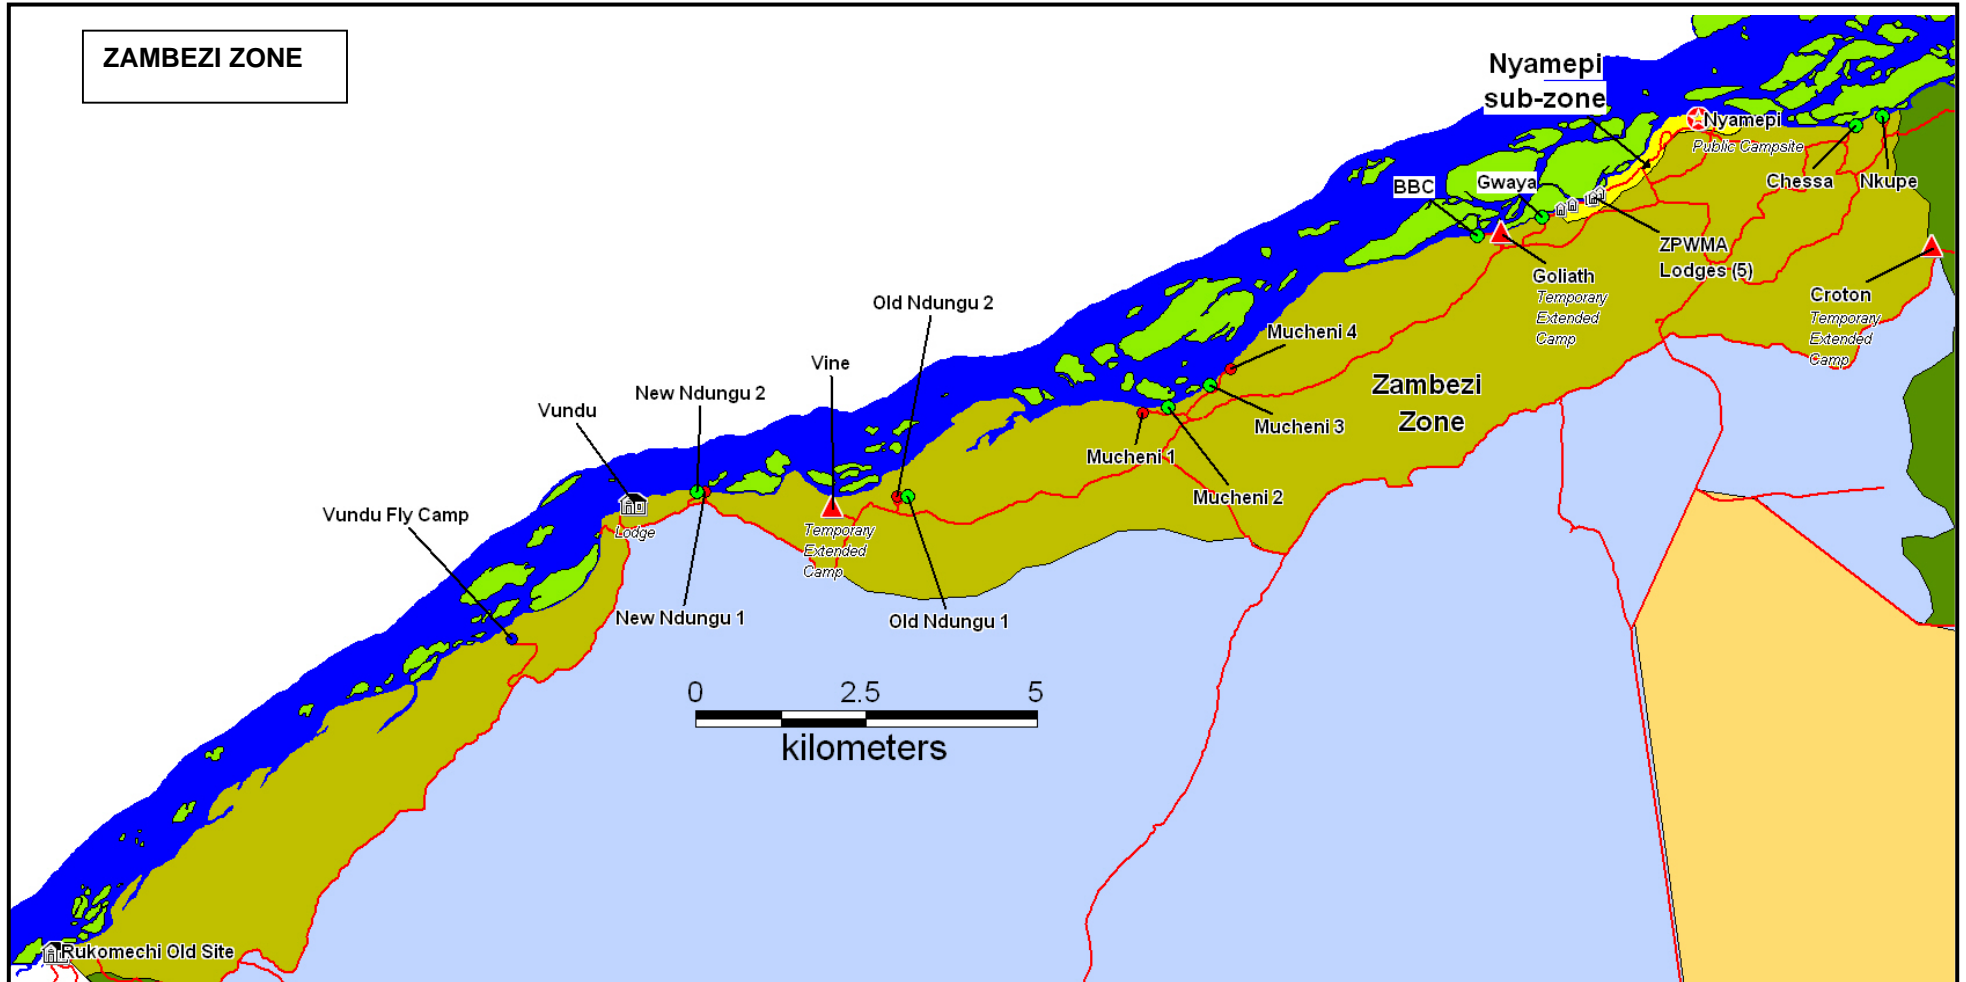 ZAMBEZI ZONE
Nyamepi
sub-zone
Nyamepi
Public Campsite
BBC
Gwaya
Chessa
Nkupe
ZPWMA
Lodges (5)
Goliath
Temporary
Extended
Camp
Croton
Temporary
Extended
Camp
Old Ndungu 2
Mucheni 4
Vine
New Ndungu 2
Zambezi
Zone
Vundu
Mucheni 3
Mucheni 1
Mucheni 2
Vundu Fly Camp
Lodge
Temporary
Extended
Camp
New Ndungu 1
Old Ndungu 1
0 2.5 5
kilometers
Rukomechi Old Site